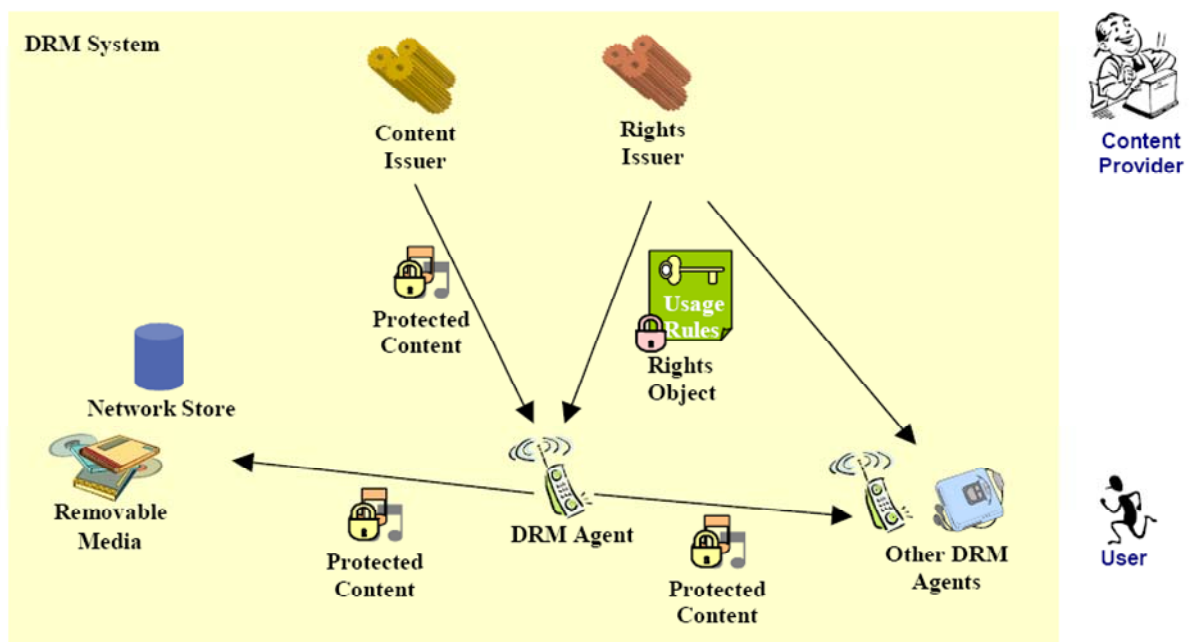 DRM System
Content
Issuer
Rights
Issuer
Content
Provider
Protected
Content
Usage
Rules
Rights
Object
Network Store
Removable
Media
Protected
Content
DRM Agent
Protected
Content
Other DRM
Agents
User